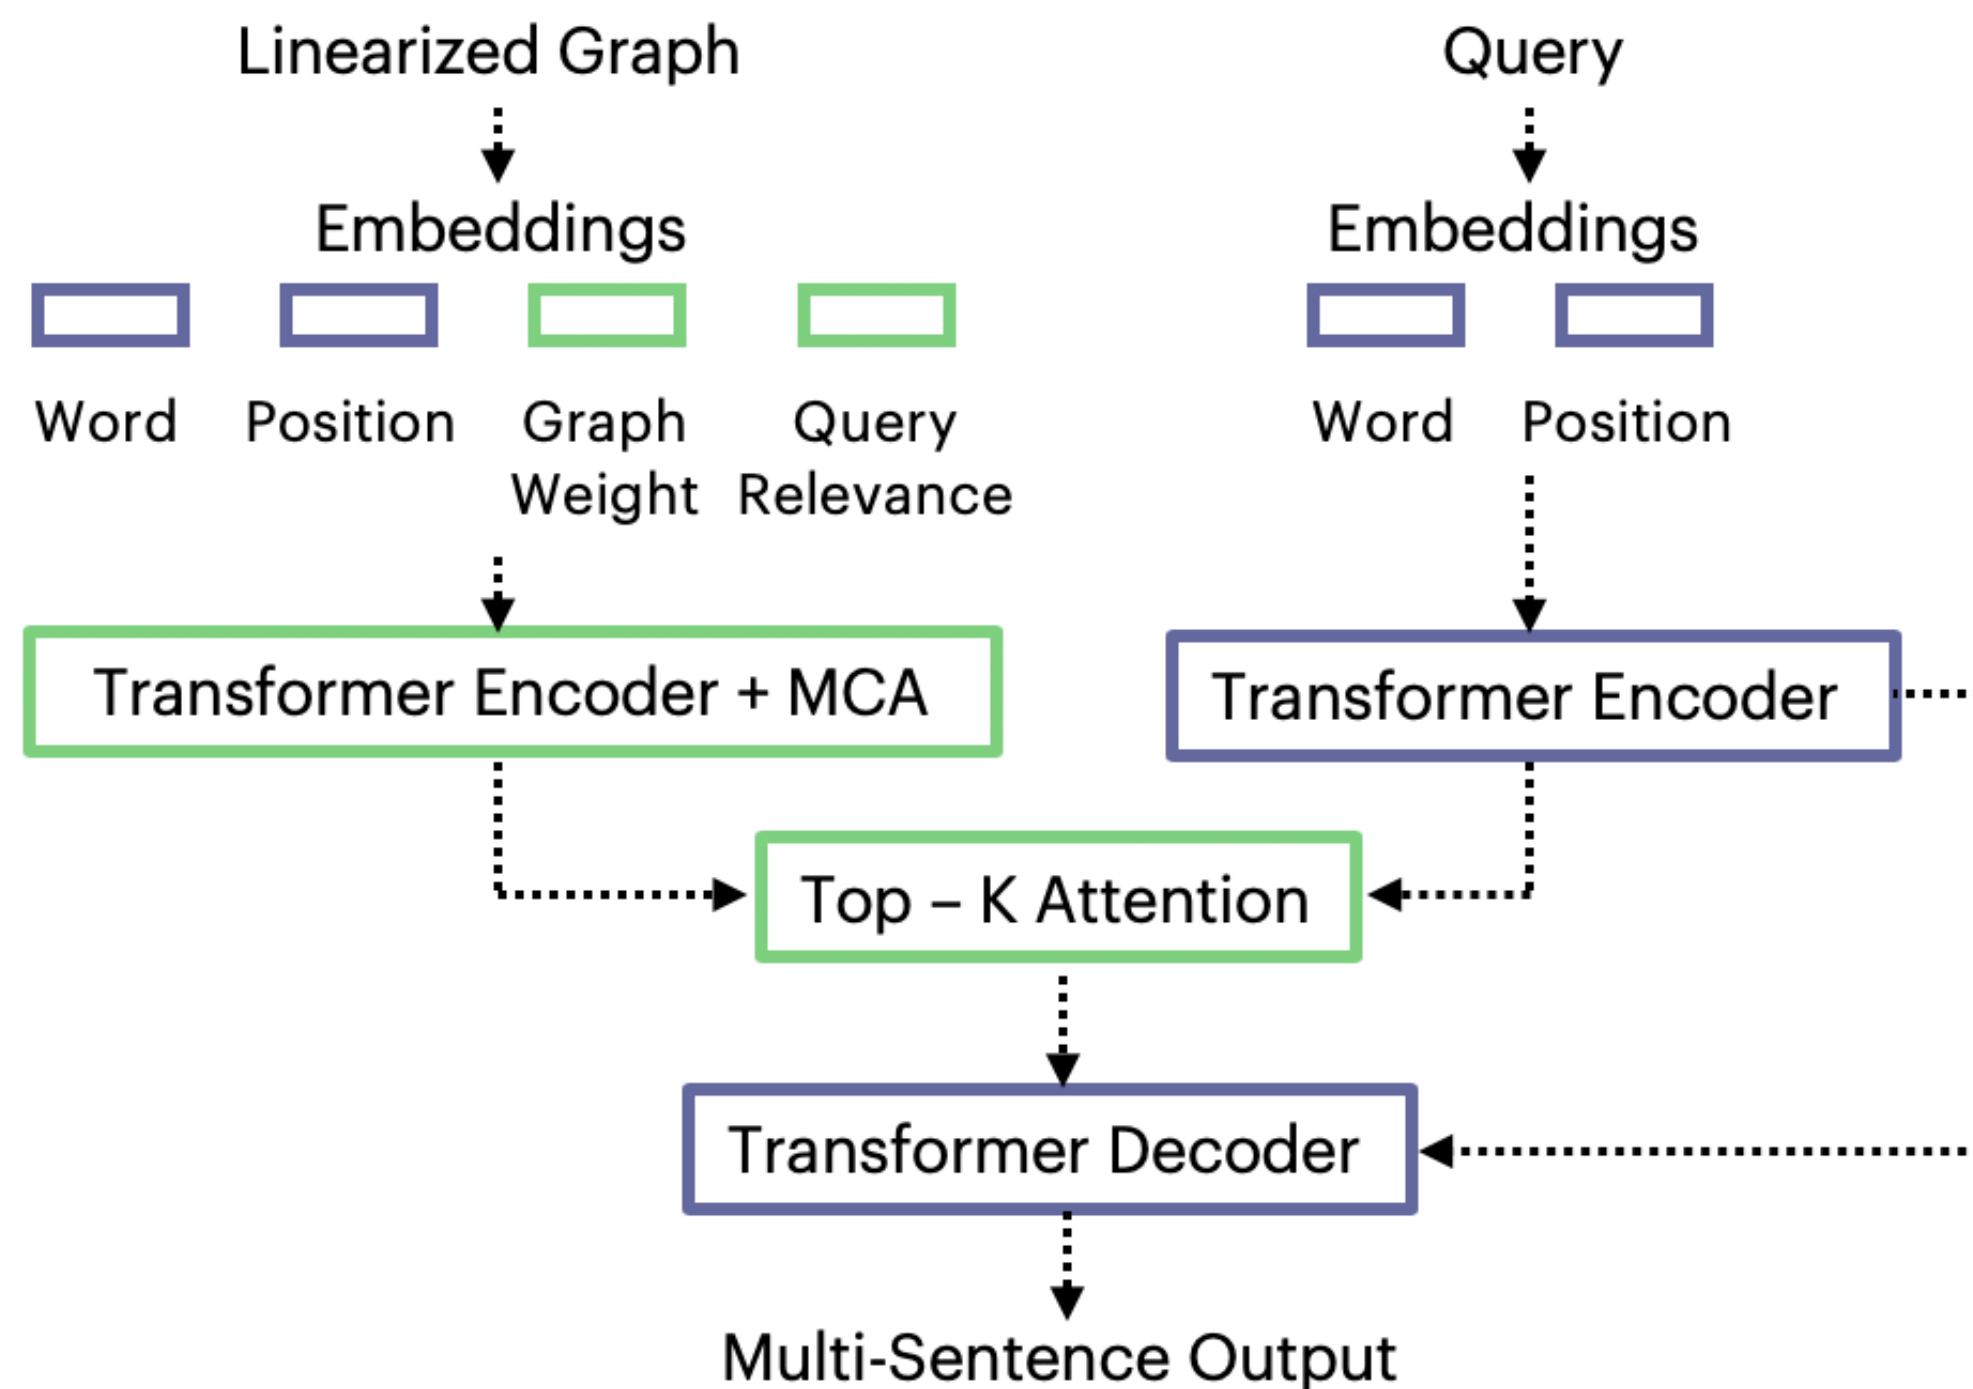 Linearized Graph
Query
Embeddings
Embeddings
Word
Position
Graph
Weight
Query
Relevance
Word
Position
Transformer Encoder + MCA
Transformer Encoder
Top – K Attention
Transformer Decoder
Multi-Sentence Output